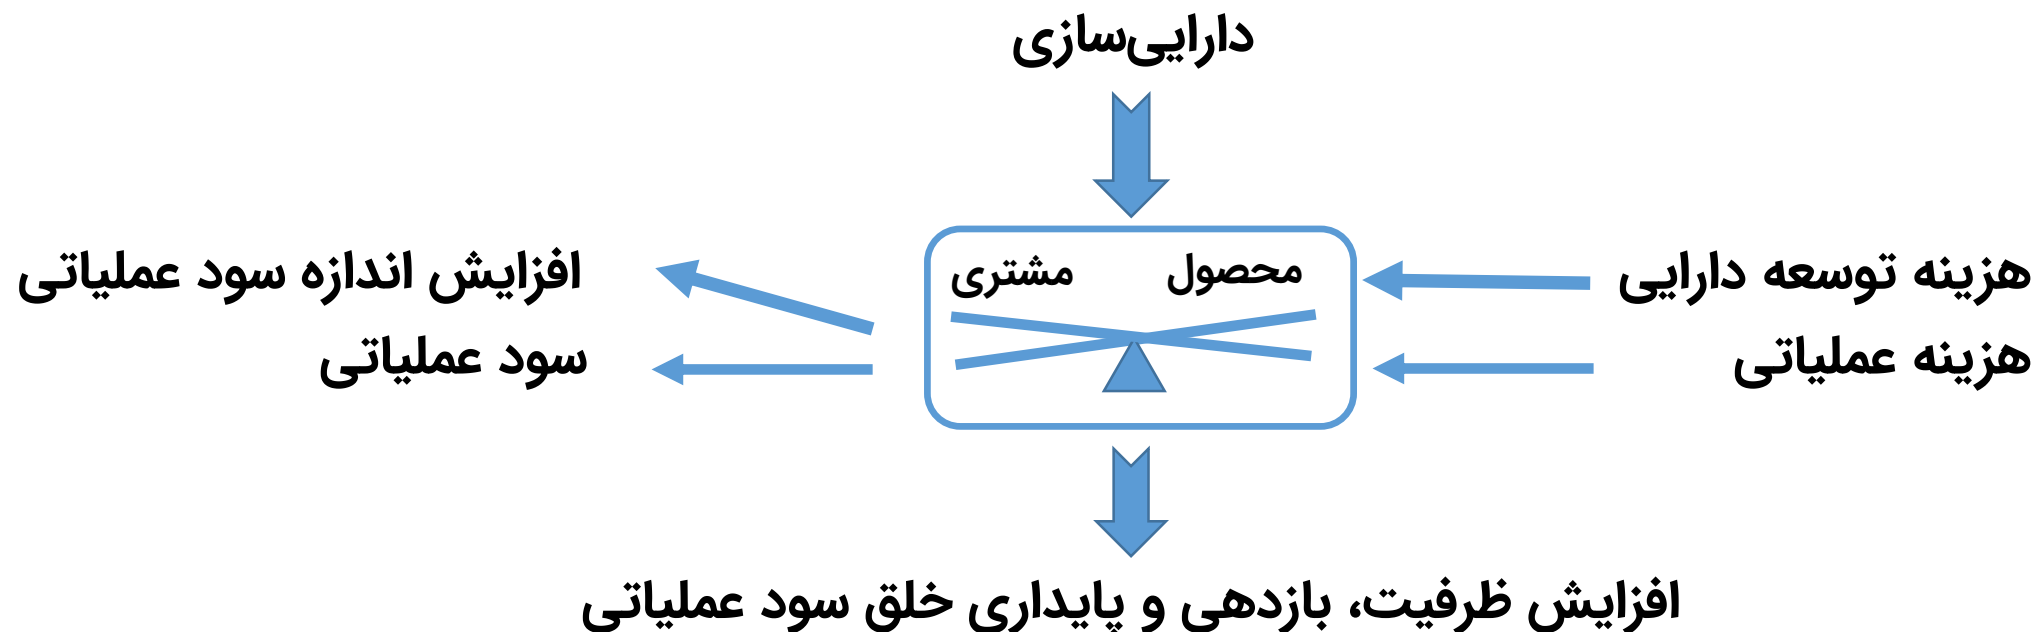 دارایی‌سازی
محصول
مشتری
هزینه توسعه دارایی
افزایش اندازه سود عملیاتی
هزینه عملیاتی
سود عملیاتی
افزایش ظرفیت، بازدهی و پایداری خلق سود عملیاتی